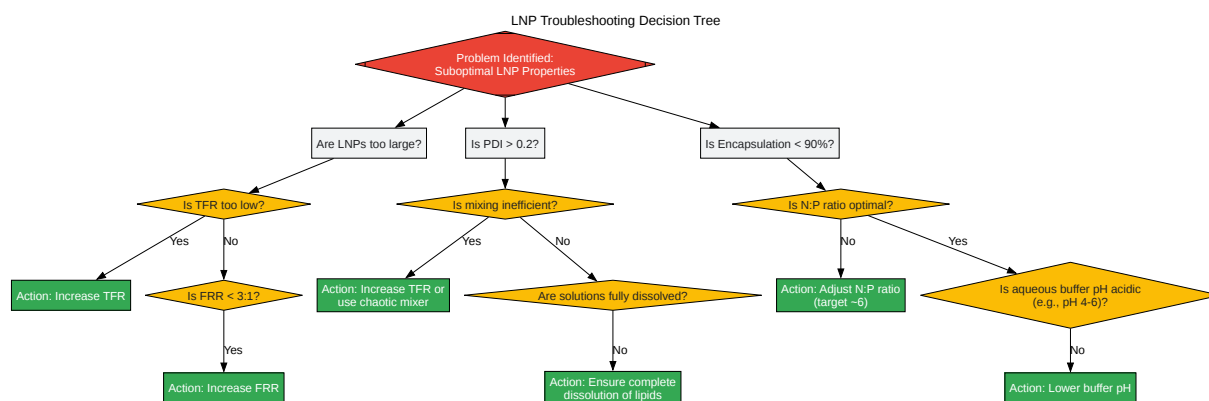 LNP Troubleshooting Decision Tree
Problem Identified:
Suboptimal LNP Properties
Are LNPs too large?
Is PDI > 0.2?
Is Encapsulation < 90%?
Is TFR too low?
Is mixing inefficient?
Is N:P ratio optimal?
Yes
No
Yes
No
No
Yes
Action: Increase TFR
Is FRR < 3:1?
Action: Increase TFR or
use chaotic mixer
Are solutions fully dissolved?
Action: Adjust N:P ratio
(target ~6)
Is aqueous buffer pH acidic
(e.g., pH 4-6)?
Yes
No
No
Action: Increase FRR
Action: Ensure complete
dissolution of lipids
Action: Lower buffer pH